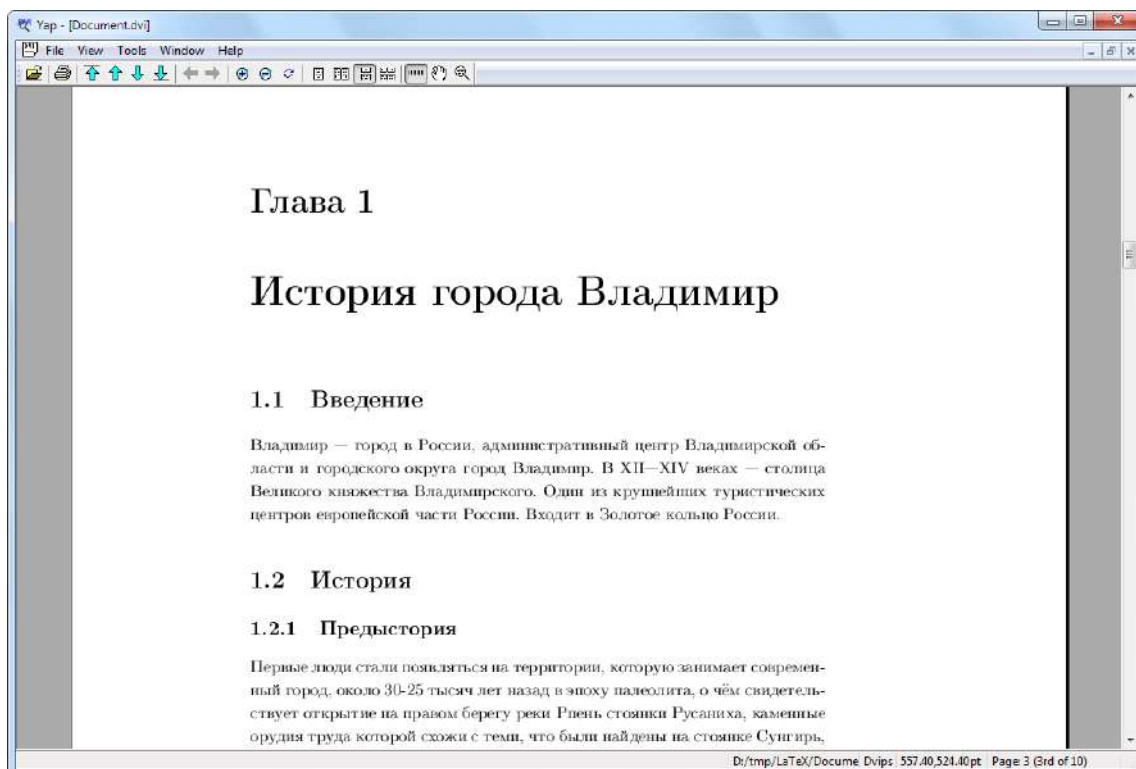 Yap - [Document.dvi]
File View Tools Window Help
Глава 1
История города Владимир
1.1 Введение
Владимир — город в России, административный центр Владимирской об-
ласти и городского округа город Владимир. В XII—XIV веках — столица
Великого княжества Владимирского. Один из крупнейших туристических
центров европейской части России. Входит в Золотое кольцо России.
1.2 История
1.2.1 Предыстория
Первые люди стали появляться на территории, которую занимает современ-
ный город, около 30-25 тысяч лет назад в эпоху палеолита, о чём свидетель-
ствует открытие на правом берегу реки Рпень стоянки Русаниха, каменные
орудия труда которой схожи с теми, что были найдены на стоянке Сунгирь,
D:/tmp/LaTeX/Docume Dvips 557.40,524.40pt Page: 3 (3rd of 10)